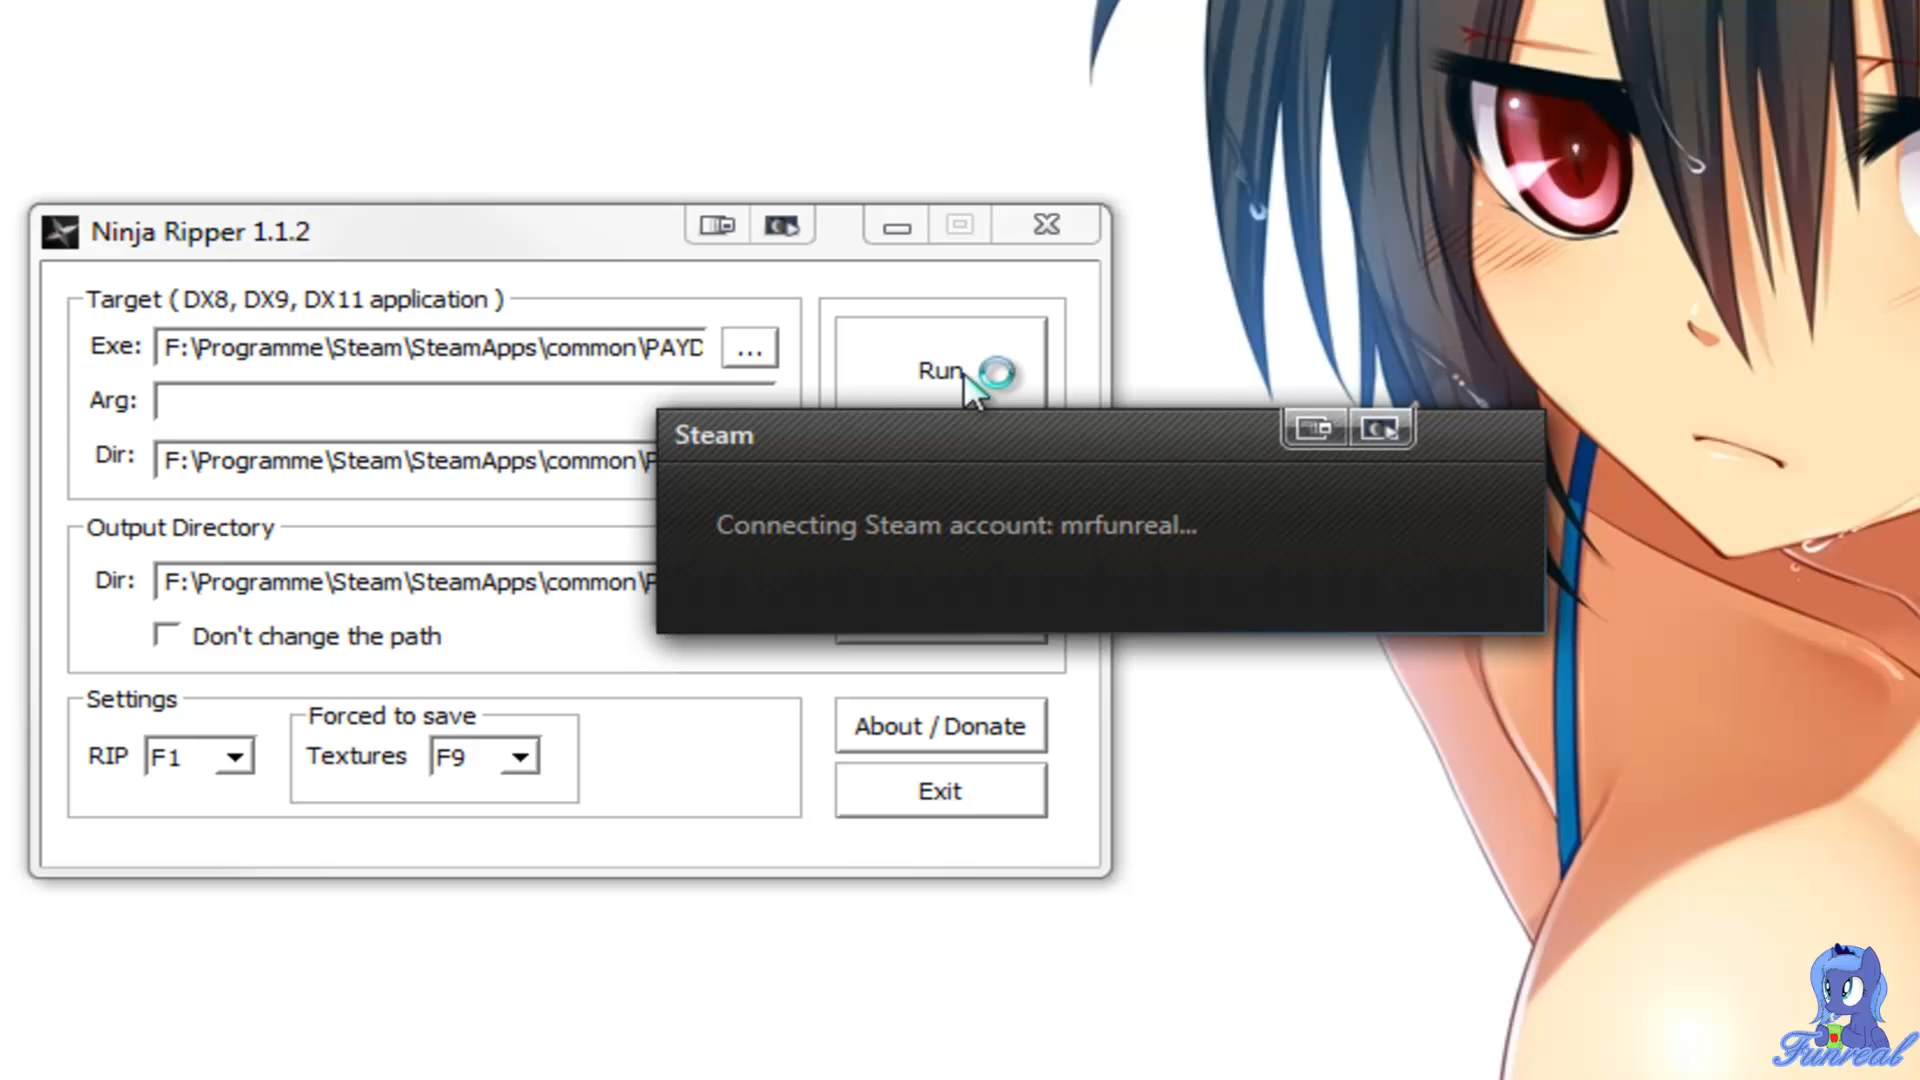 Ninja Ripper 1.1.2
Target ( DX8, DX9, DX11 application )
Exe: F:\Programme\Steam\SteamApps\common\PAYD ...
Run
Arg:
Dir: F:\Programme\Steam\SteamApps\common\P
Steam
Connecting Steam account: mrfunreal...
Output Directory
Dir: F:\Programme\Steam\SteamApps\common\P
Don't change the path
Settings
Forced to save
RIP F1 Textures F9
About / Donate
Exit
Funreal